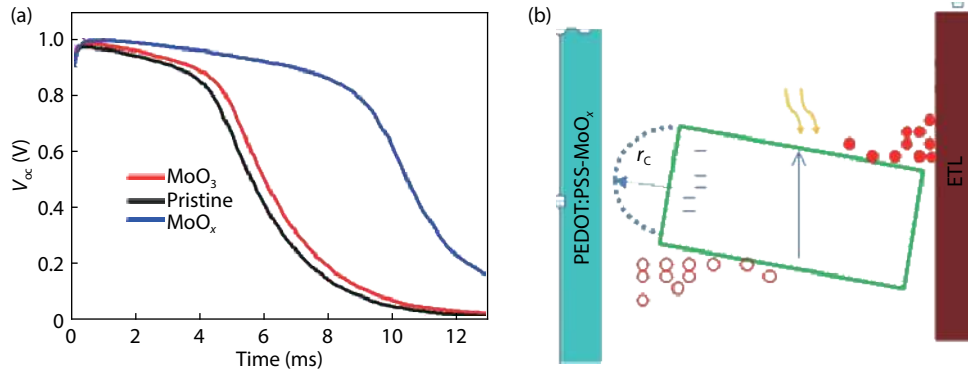 (a)
1.0
0.8
0.6
0.4
0.2
0
V_oc (V)
MoO₃
Pristine
MoOₓ
0 2 4 6 8 10 12
Time (ms)
(b)
PEDOT:PSS-MoOₓ
r_C
ETL